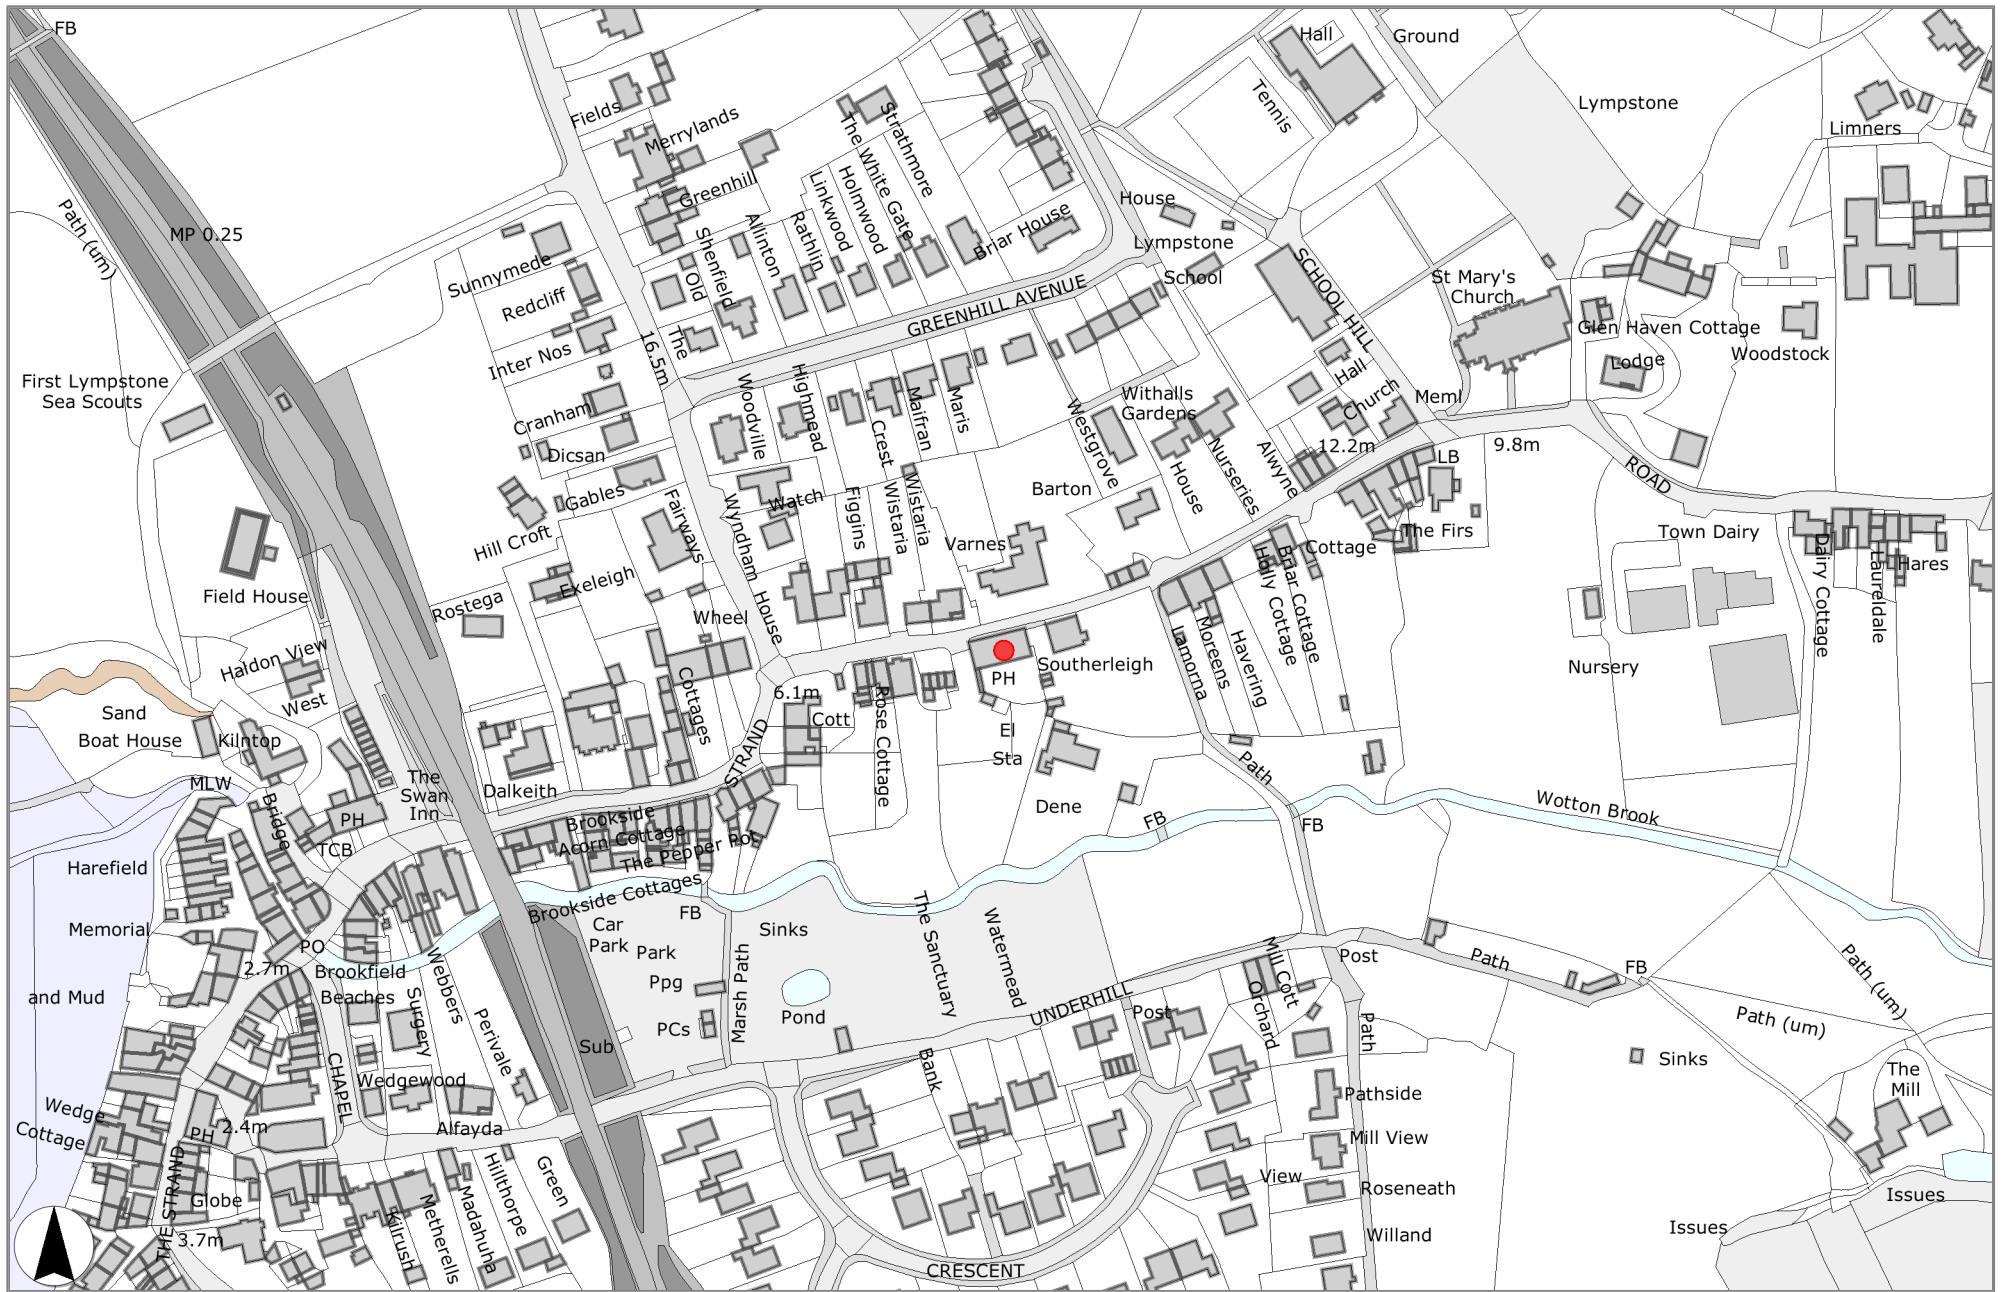 FB
Hall
Ground
Fields
Merrylands
Tennis
Lympstone
Limners
Strathmore
The White Gate
Holmwood
Linkwood
Greenhill
Path (um)
MP 0.25
Rathlin
Allinton
Shenfield
Old
The
Briar House
House
Lympstone
School
SCHOOL HILL
St Mary's
Church
Sunnymede
Redcliff
Inter Nos
16.5m
GREENHILL AVENUE
Glen Haven Cottage
Lodge
Woodstock
First Lympstone
Sea Scouts
Cranham
Dicsan
Gables
Woodville
Highmead
Crest
Maifran
Maris
Westgrove
Withalls
Gardens
Hall
Church
Meml
12.2m
9.8m
LB
ROAD
Hill Croft
Fairways
Wyndham House
Watch
Figgins
Wistaria
Wistaria
Barton
House
Nurseries
Alwyne
Varnes
The Firs
Town Dairy
Dairy Cottage
Laureldale
Hares
Field House
Rostega
Exeleigh
Wheel
Cottage
Briar Cottage
Holly Cottage
Havering
Moreens
Lamorna
Haldon View
West
Cottages
6.1m
Cott
Rose Cottage
PH
Southerleigh
Nursery
Sand
Boat House
Kilntop
El
Sta
STRAND
Path
MLW
The
Swan
Inn
Dalkeith
Dene
FB
FB
Wotton Brook
Bridge
PH
TCB
Brookside
Acorn Cottage
The Pepper Pot
Brookside Cottages
Harefield
Memorial
PO
2.7m
FB
Car
Park
Park
Sinks
The Sanctuary
Watermead
Mill Cott
Post
Path
FB
Path (um)
and Mud
Brookfield
Beaches
Surgery
Webbers
Perivale
Ppg
PCs
Marsh Path
Pond
UNDERHILL
Post
Orchard
Path
Path (um)
Sinks
The
Mill
Sub
CHAPEL
Wedgewood
Bank
Pathside
Wedge
Cottage
PH
2.4m
Alfayda
Mill View
View
Roseneath
Issues
Globe
THE STRAND
3.7m
Kilrush
Metherells
Madahuha
Hillthorpe
Green
Willand
Issues
CRESCENT